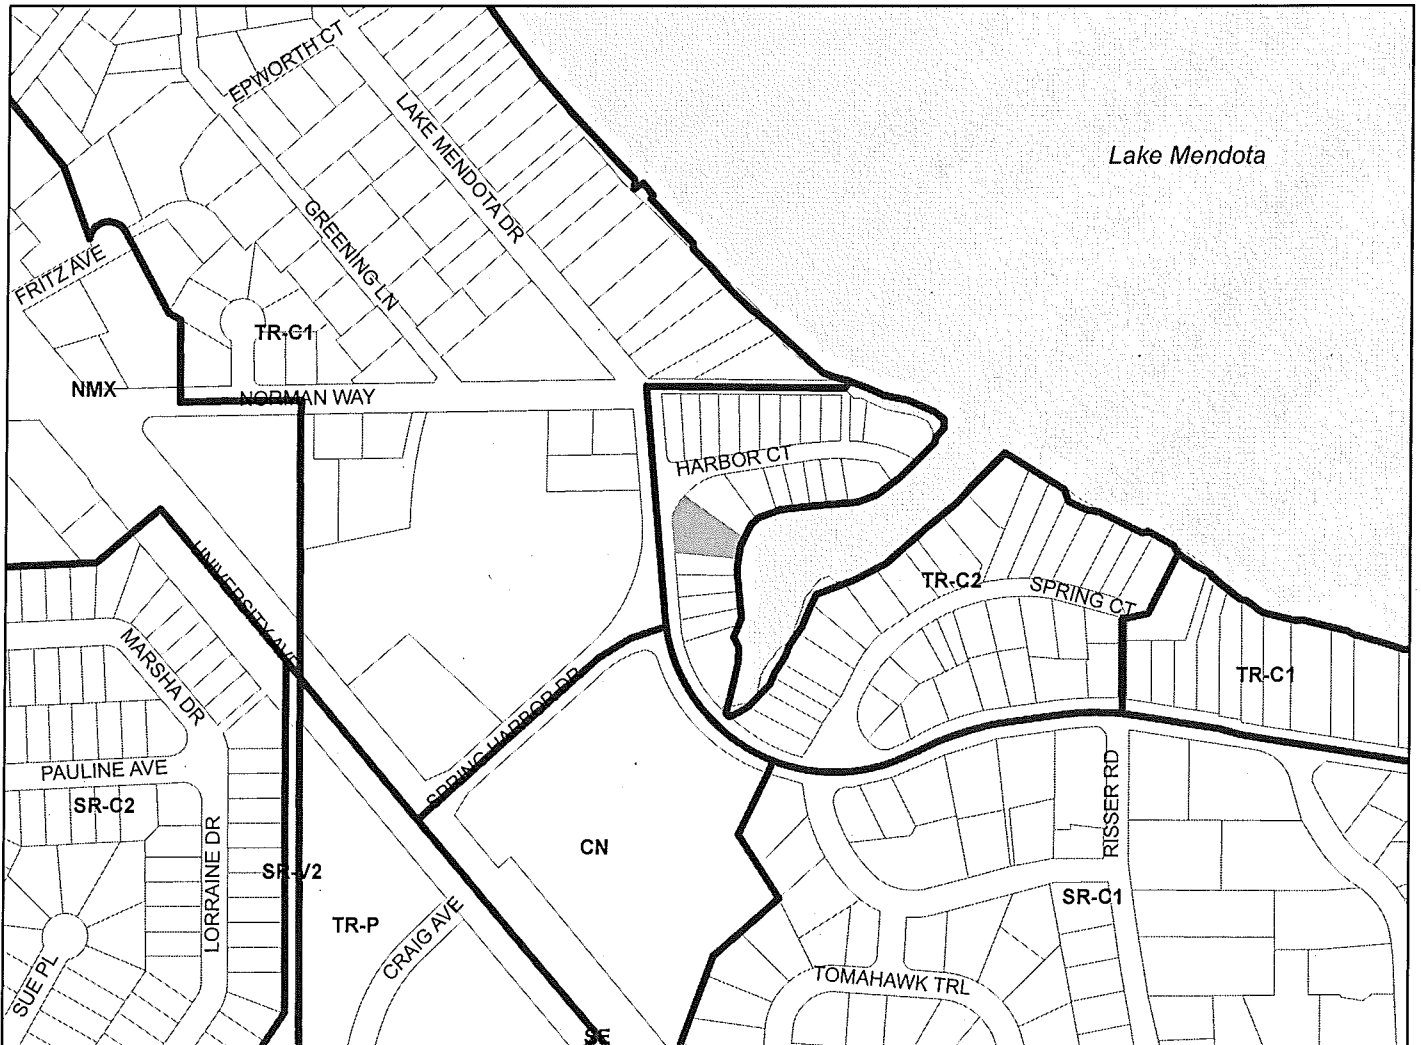 EPWORTH CT
LAKE MENDOTA DR
Lake Mendota
GREENING LN
FRITZ AVE
TR-C1
NMX
NORMAN WAY
HARBOR CT
UNIVERSITY AVE
TR-C2
SPRING CT
MARSHA DR
TR-C1
SPRING HARBOR DR
PAULINE AVE
SR-C2
RISSER RD
LORRAINE DR
CN
SR-V2
SR-C1
TR-P
CRAIG AVE
SUE PL
TOMAHAWK TRL
SE